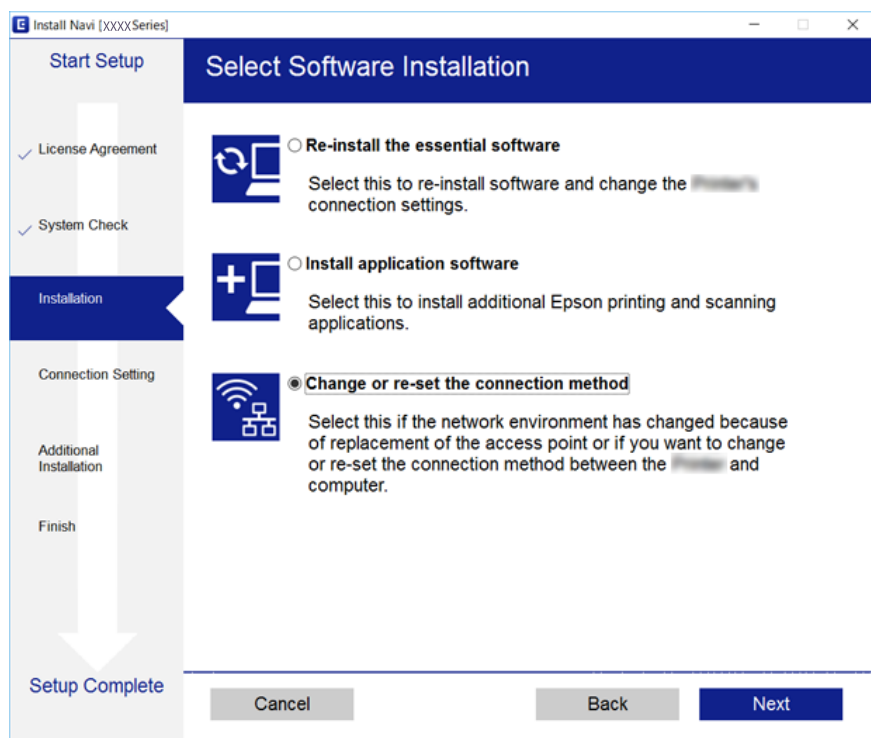 Install Navi [XXXX Series]
Start Setup
License Agreement
System Check
Installation
Connection Setting
Additional
Installation
Finish
Setup Complete
Select Software Installation
Re-install the essential software
Select this to re-install software and change the
connection settings.
Install application software
Select this to install additional Epson printing and scanning
applications.
Change or re-set the connection method
Select this if the network environment has changed because
of replacement of the access point or if you want to change
or re-set the connection method between the and
computer.
Cancel
Back
Next